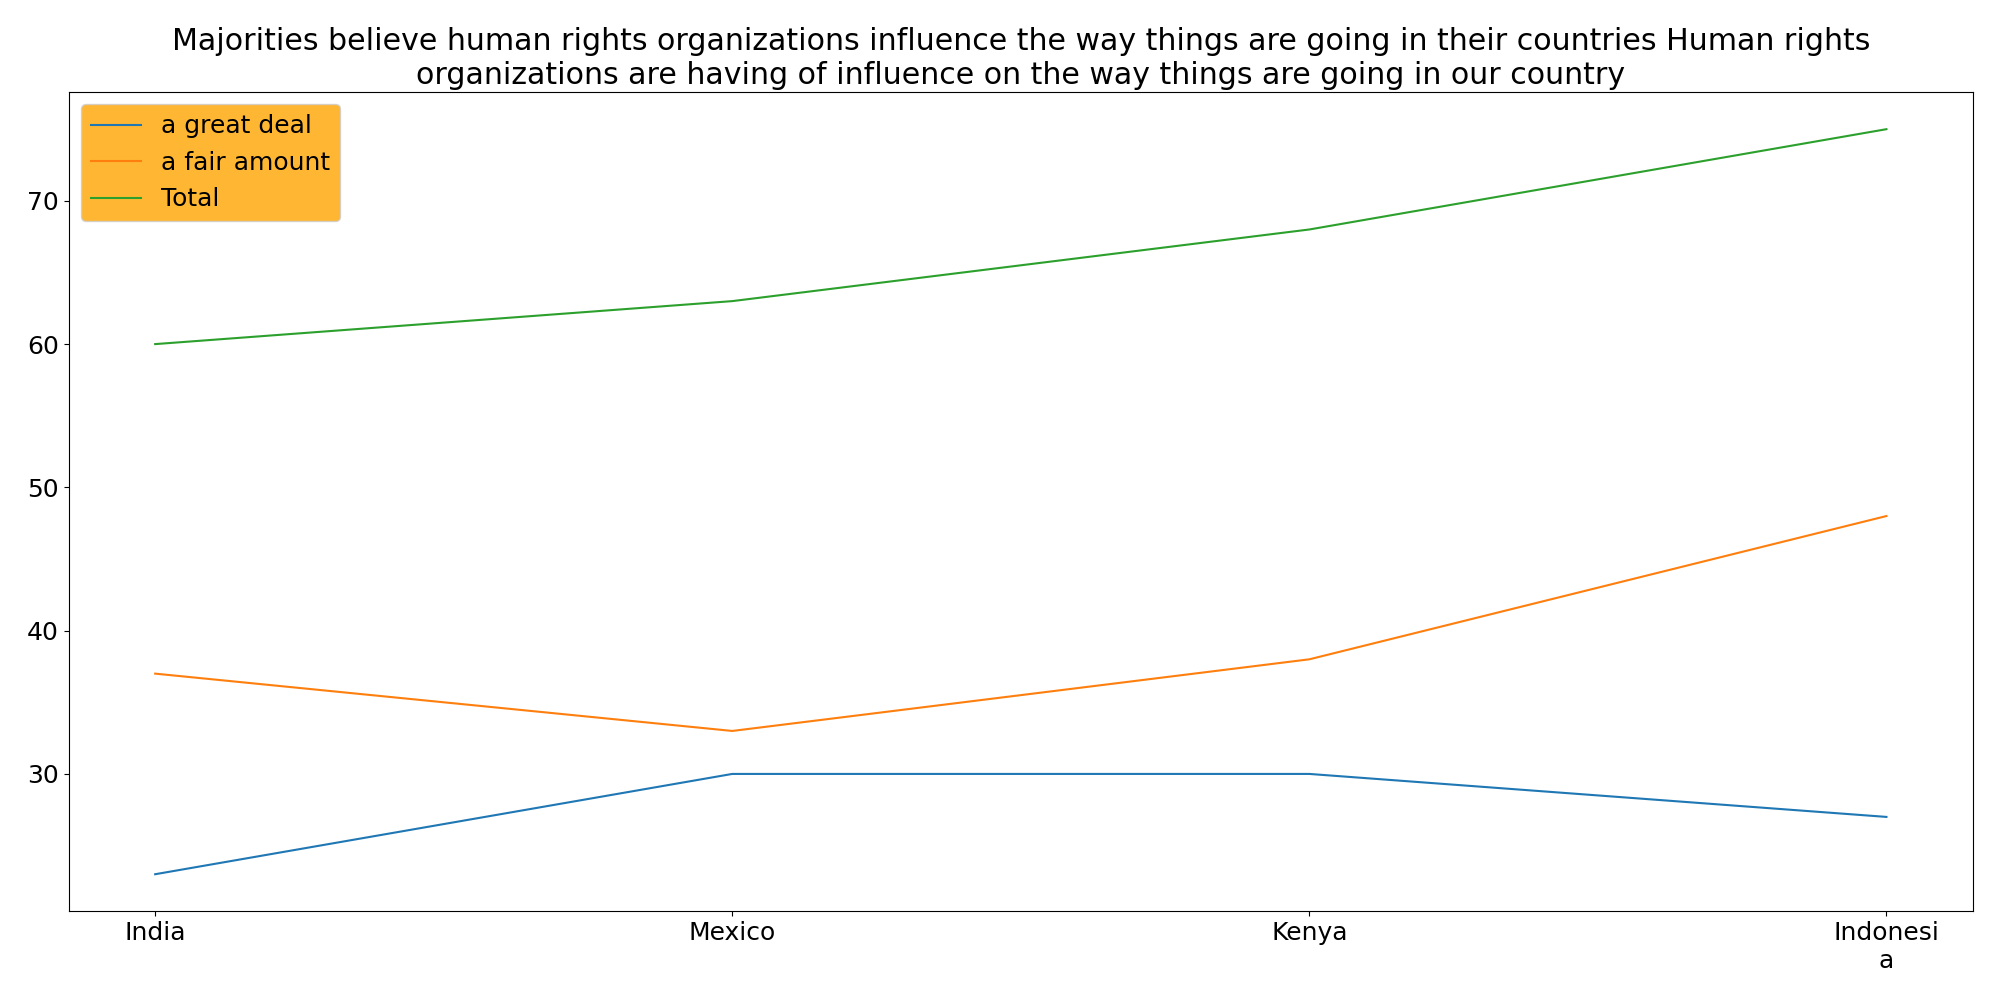 Majorities believe human rights organizations influence the way things are going in their countries Human rights
organizations are having of influence on the way things are going in our country
a great deal
a fair amount
Total
70
60
50
40
30
India
Mexico
Kenya
Indonesi
a